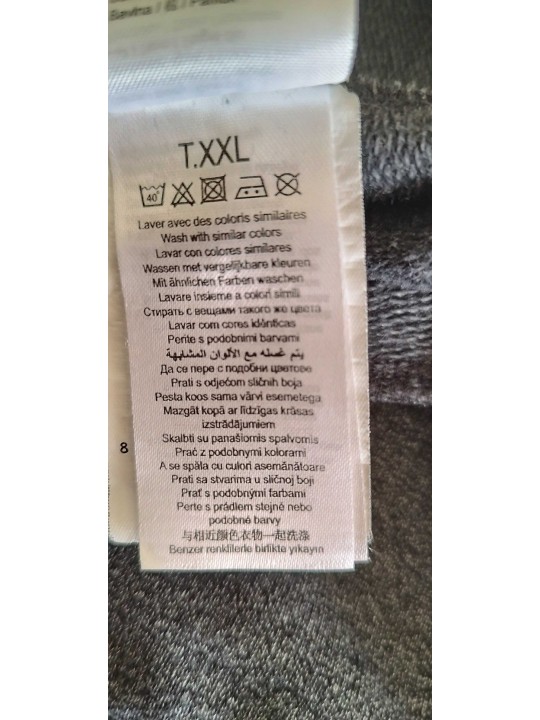 Bavlna / 棉 /
T.XXL
40°
Laver avec des coloris similaires
Wash with similar colors
Lavar con colores similares
Wassen met vergelijkbare kleuren
Mit ähnlichen Farben waschen
Lavare insieme a colori simili
Стирать с вещами такого же цвета
Lavar com cores idênticas
Perite s podobnimi barvami
يتم غسله مع الألوان المشابهة
Да се пере с подобни цветове
Prati s odjećom sličnih boja
Pesta koos sama värvi esemetega
Mazgāt kopā ar līdzīgas krāsas
izstrādājumiem
Skalbti su panašiomis spalvomis
8
Prać z podobnymi kolorami
A se spăla cu culori asemănătoare
Prati sa stvarima u sličnoj boji
Prať s podobnými farbami
Perte s prádlem stejné nebo
podobné barvy
与相近颜色衣物一起洗涤
Benzer renklilerle birlikte yıkayın